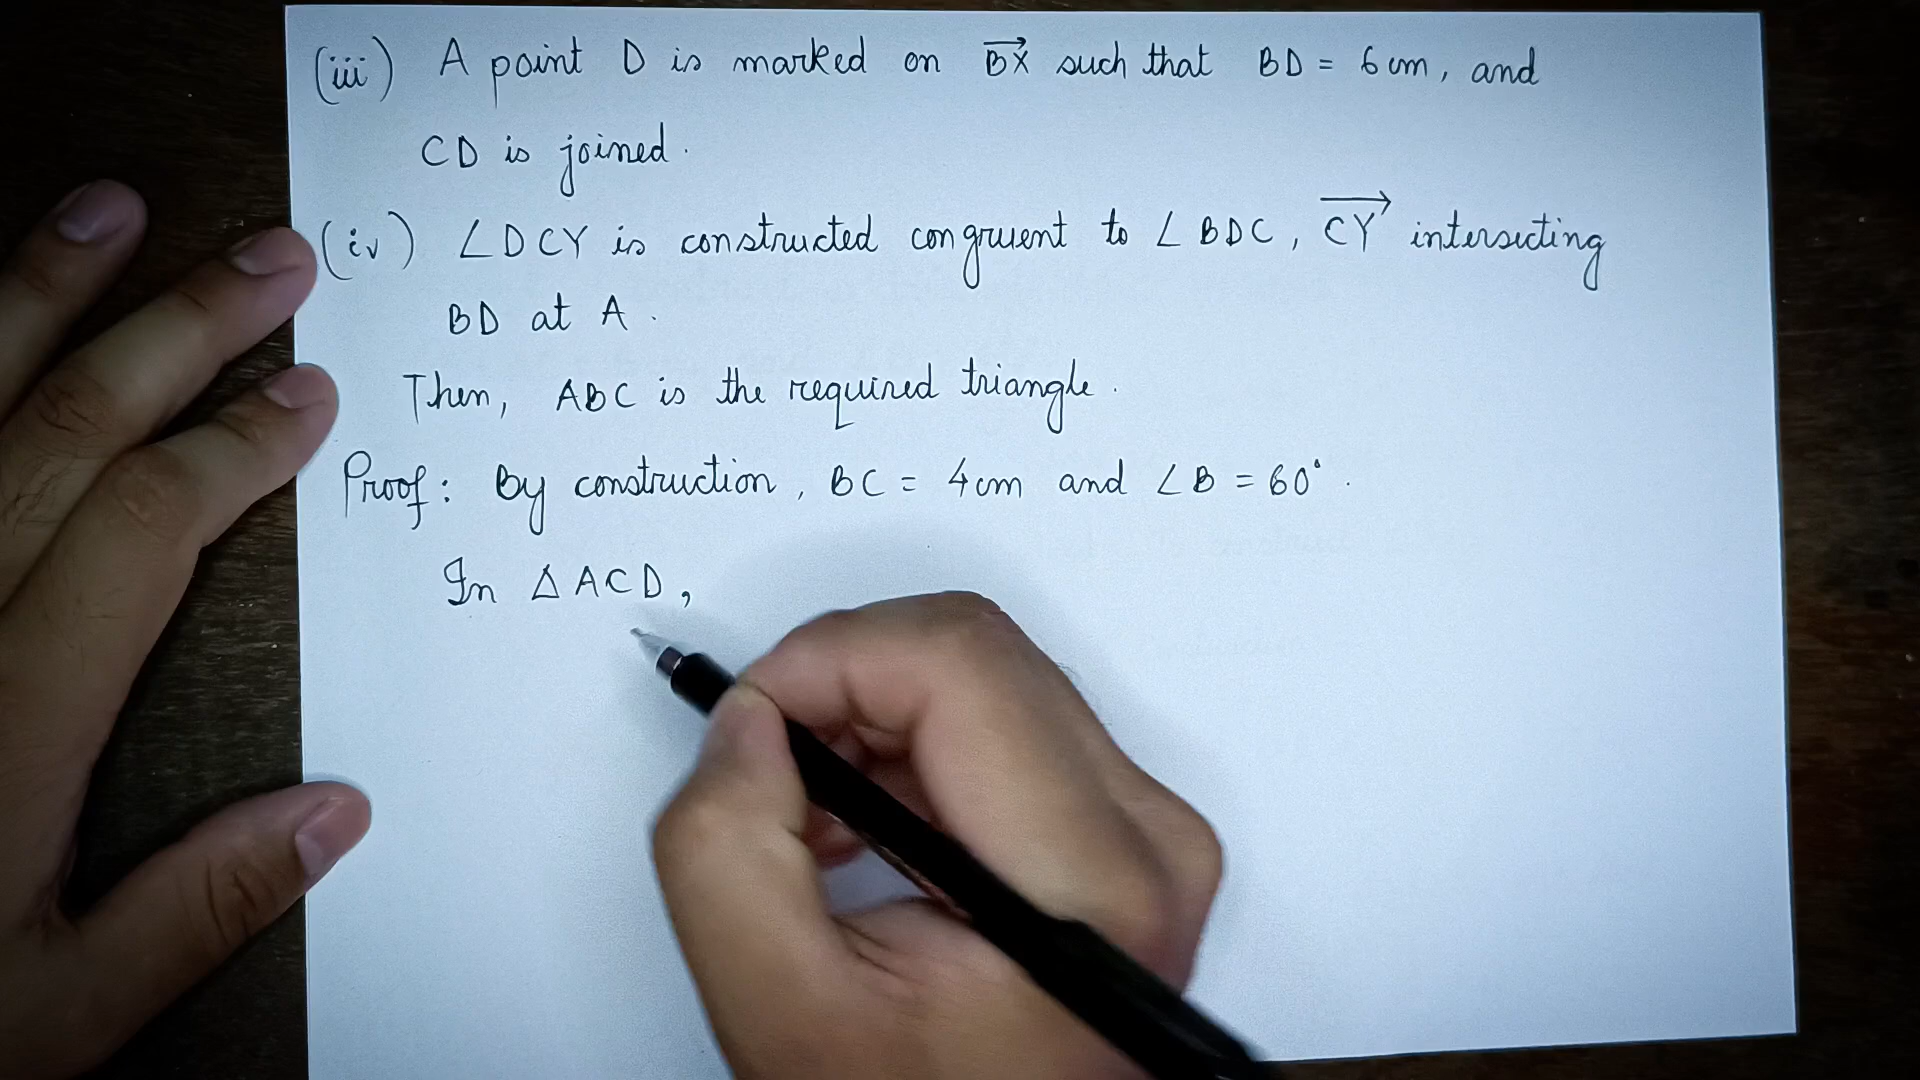 (iii) A point D is marked on $\overrightarrow{BX}$ such that BD = 6 cm, and
CD is joined.
(iv) ∠DCY is constructed congruent to ∠BDC, $\overrightarrow{CY}$ intersecting
BD at A.
Then, ABC is the required triangle.
Proof: By construction, BC = 4 cm and ∠B = 60°.
In △ACD,